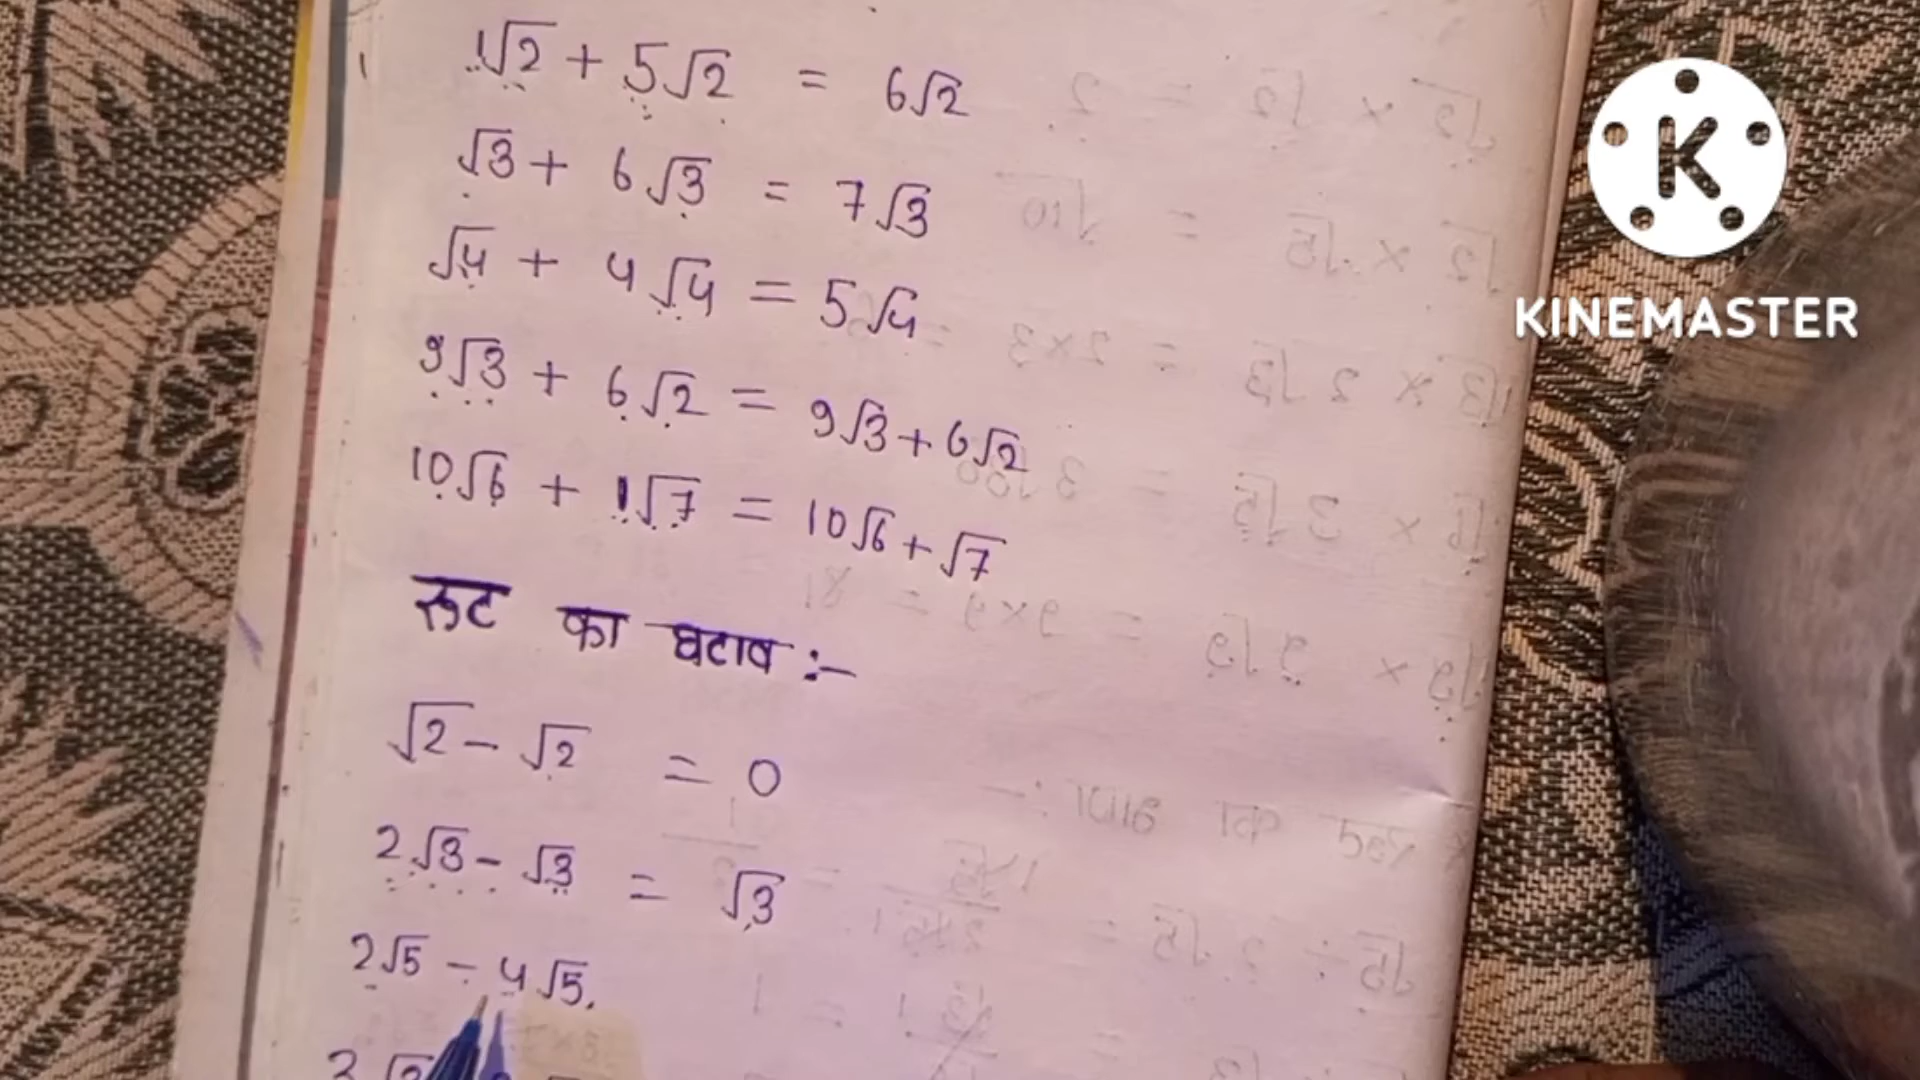 1√2 + 5√2 = 6√2
√3 + 6√3 = 7√3
√4 + 4√4 = 5√4
9√3 + 6√2 = 9√3 + 6√2
10√6 + 1√7 = 10√6 + √7
रूट का घटाव :-
√2 - √2 = 0
2√3 - √3 = √3
2√5 - 4√5.
KINEMASTER